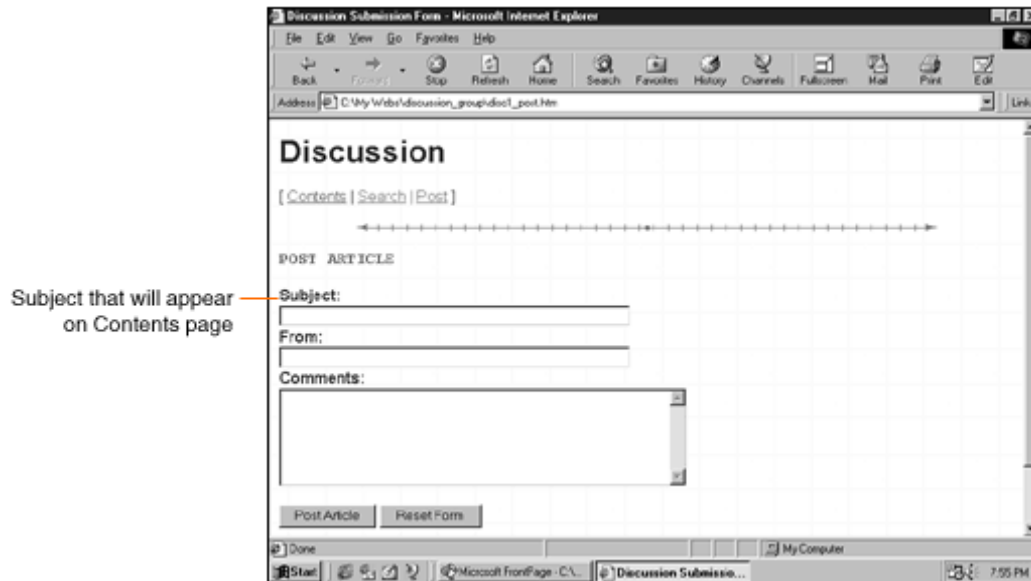 Discussion Submission Form - Microsoft Internet Explorer
File Edit View Go Favorites Help
Back Forward Stop Refresh Home Search Favorites History Channels Fullscreen Mail Print Edit
Address C:\My Webs\discussion_group\disc1_post.htm Link
Discussion
[ Contents | Search | Post ]
POST ARTICLE
Subject that will appear
on Contents page
Subject:
From:
Comments:
Post Article Reset Form
Done My Computer
Start Microsoft FrontPage - C:\... Discussion Submissio... 7:55 PM